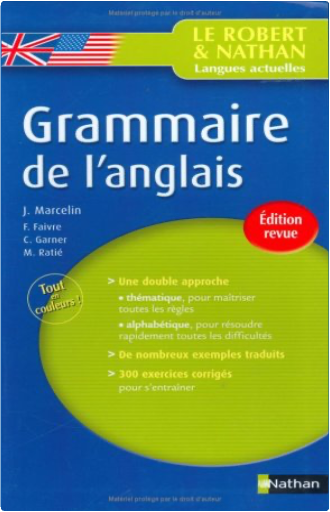 Matériel protégé par le droit d'auteur
LE ROBERT
& NATHAN
Langues actuelles
Grammaire
de l'anglais
J. Marcelin
F. Faivre
C. Garner
M. Ratié
Édition
revue
Tout
en
couleurs !
> Une double approche
• thématique, pour maîtriser
toutes les règles
• alphabétique, pour résoudre
rapidement toutes les difficultés
> De nombreux exemples traduits
> 300 exercices corrigés
pour s'entraîner
Nathan
Matériel protégé par le droit d'auteur